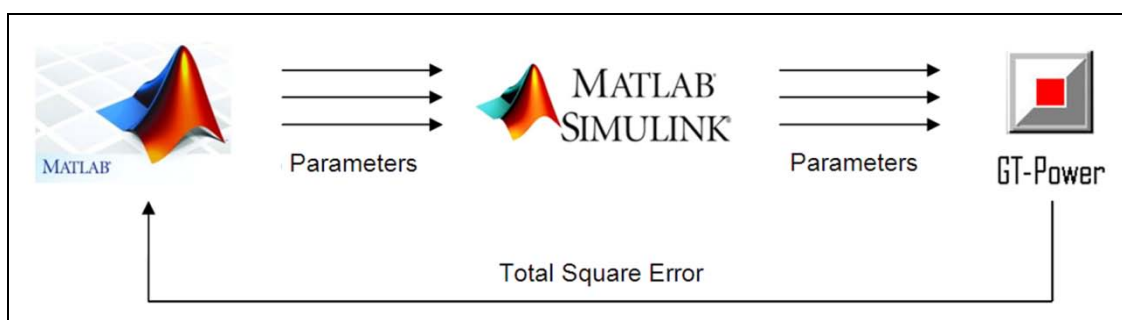 MATLAB®
Parameters
MATLAB®
SIMULINK®
Parameters
GT-Power
Total Square Error